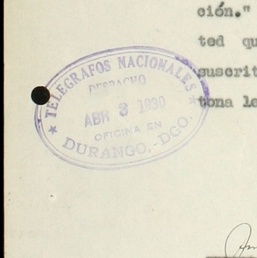 ción."
ted qu
suscrit
tona le
TELEGRAFOS NACIONALES
DESPACHO
ABR 3 1930
OFICINA EN
DURANGO, DGO.